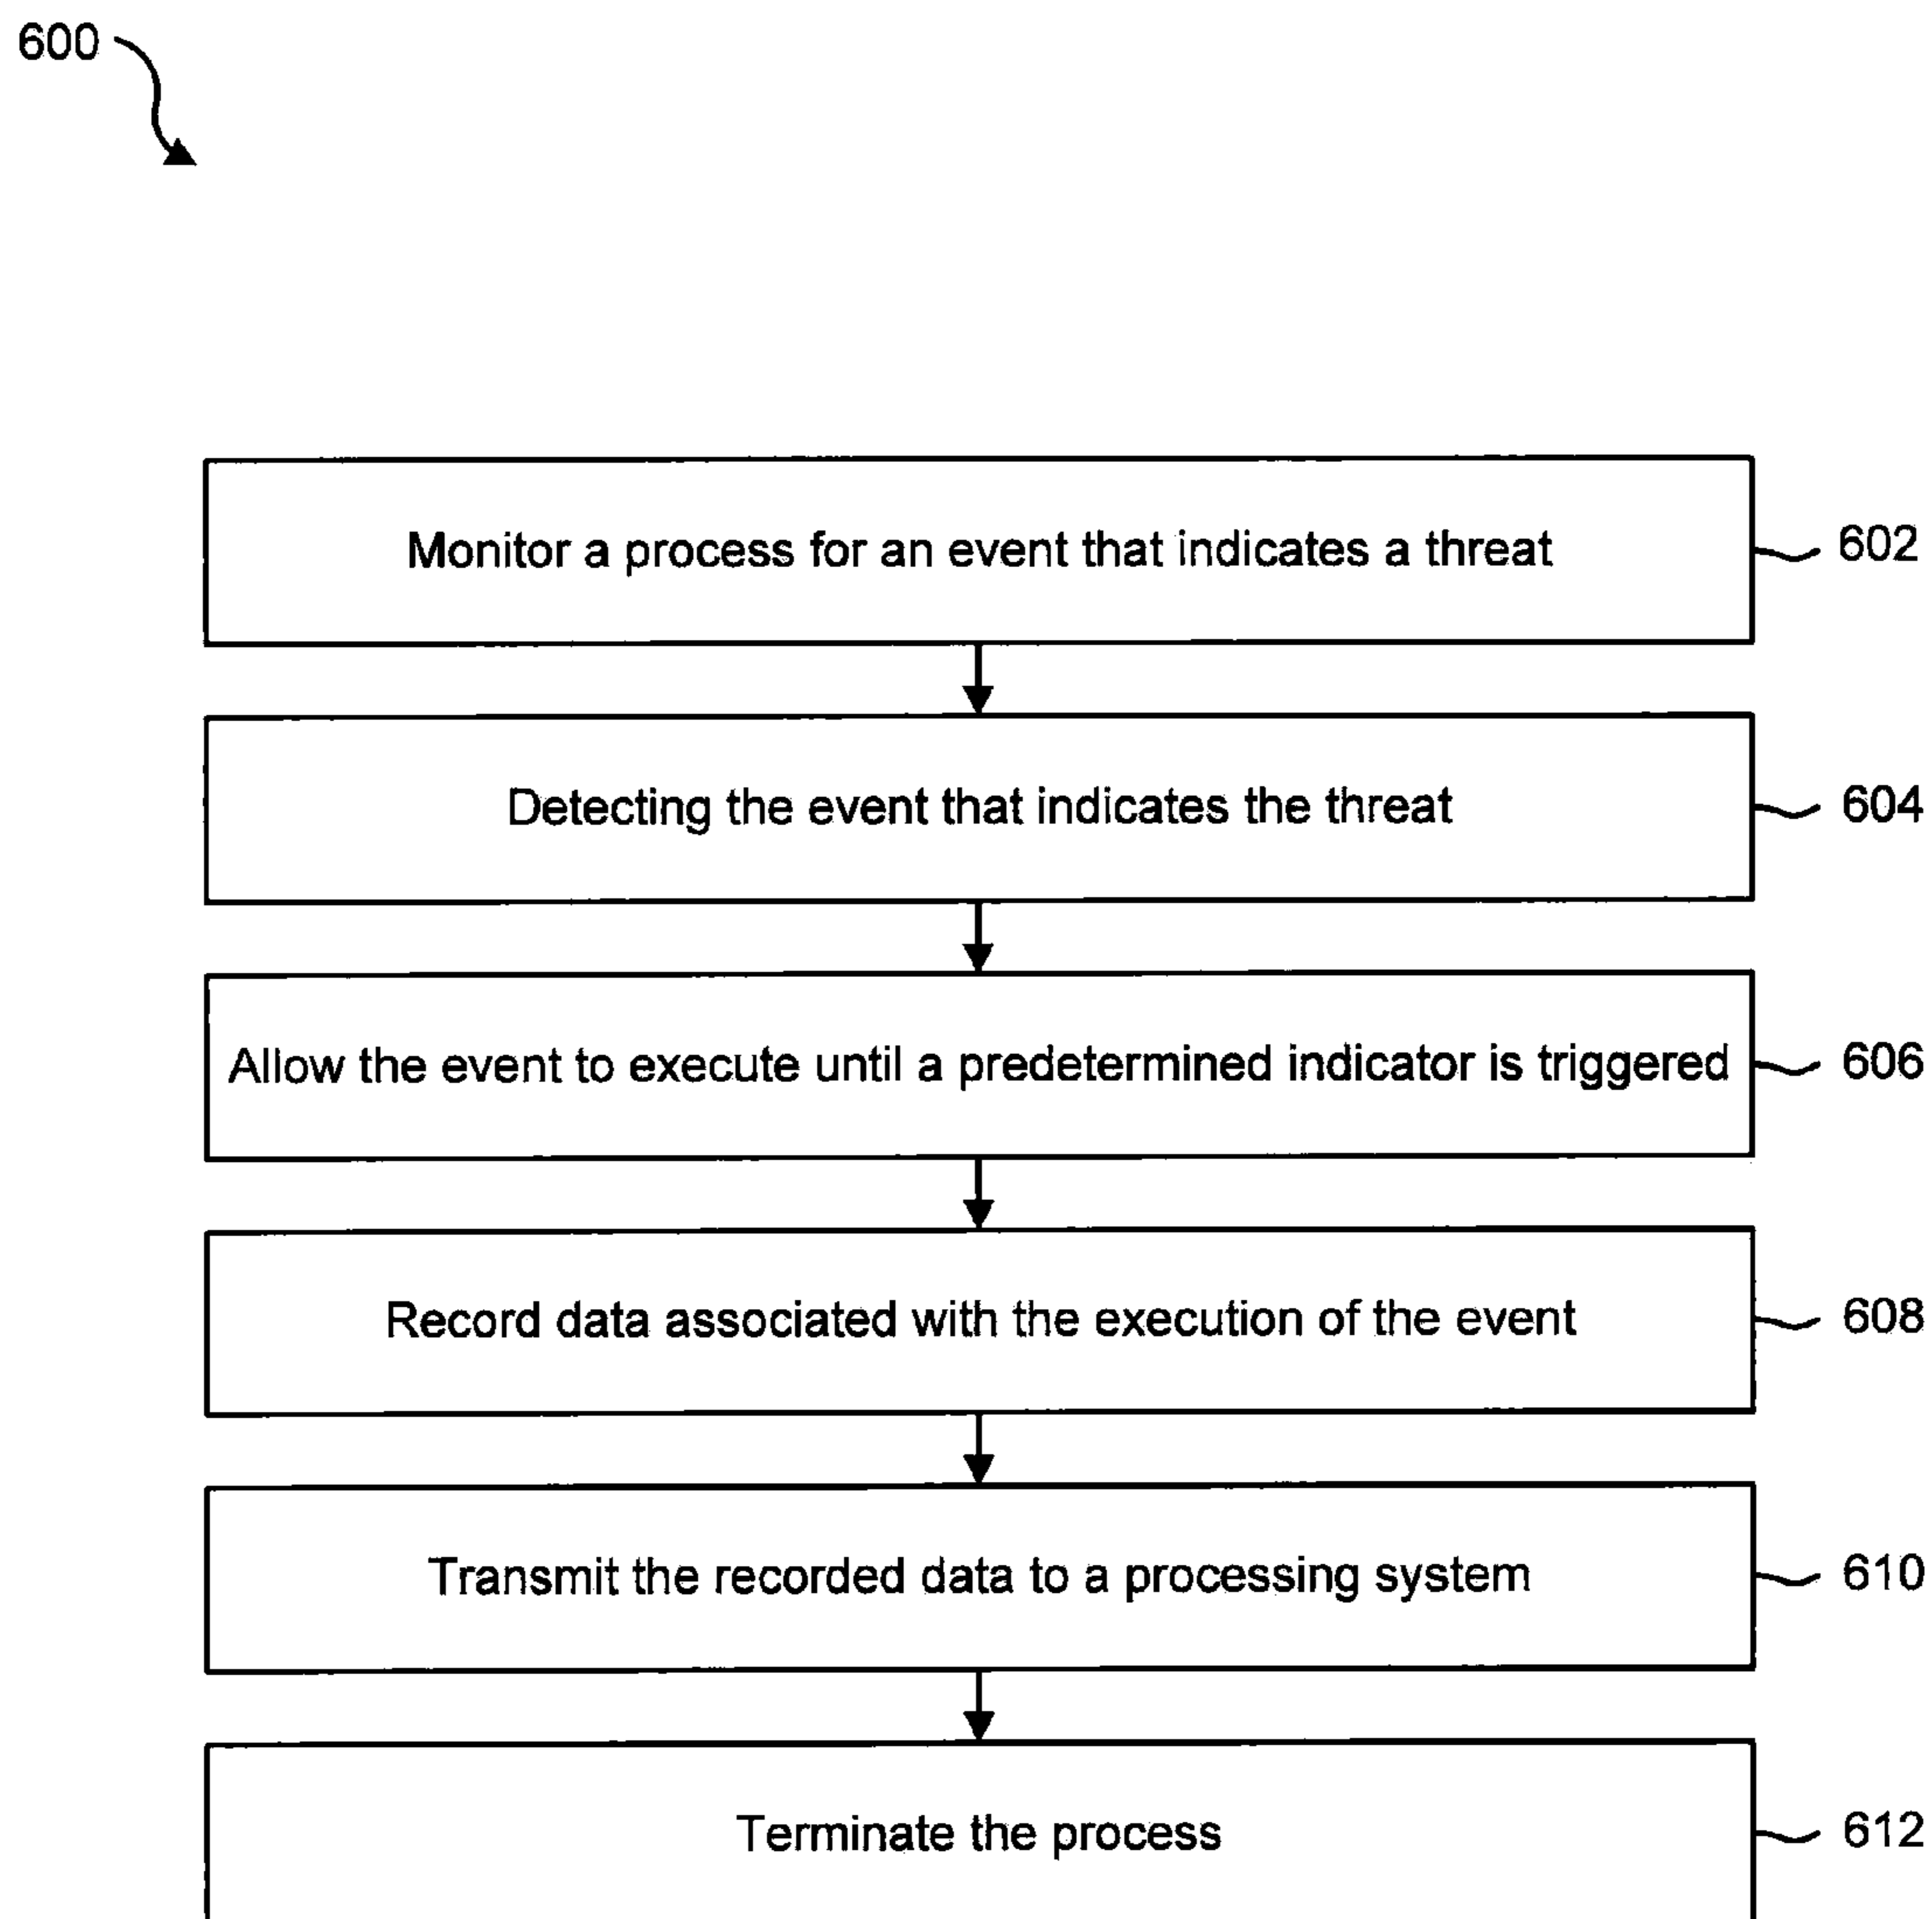 600
Monitor a process for an event that indicates a threat
602
Detecting the event that indicates the threat
604
Allow the event to execute until a predetermined indicator is triggered
606
Record data associated with the execution of the event
608
Transmit the recorded data to a processing system
610
Terminate the process
612